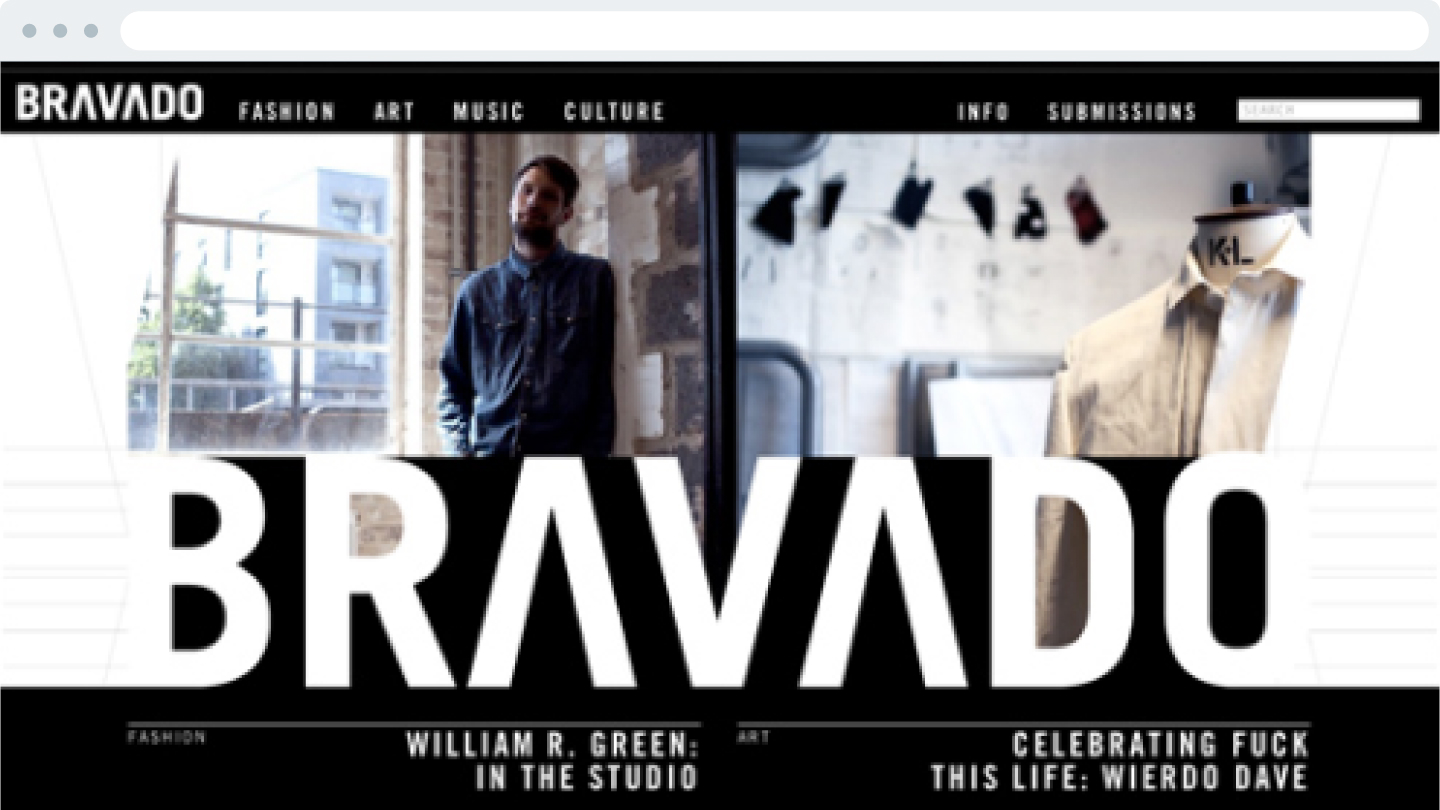 BRAVADO
FASHION ART MUSIC CULTURE
INFO SUBMISSIONS
SEARCH
K·L
BRAVADO
FASHION
WILLIAM R. GREEN:
IN THE STUDIO
ART
CELEBRATING FUCK
THIS LIFE: WIERDO DAVE